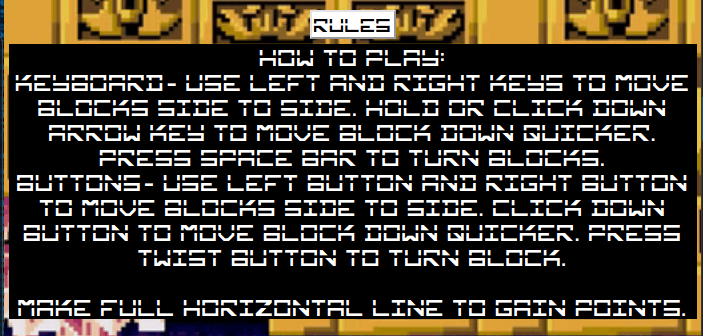 RULES
HOW TO PLAY:
KEYBOARD - USE LEFT AND RIGHT KEYS TO MOVE
BLOCKS SIDE TO SIDE. HOLD OR CLICK DOWN
ARROW KEY TO MOVE BLOCK DOWN QUICKER.
PRESS SPACE BAR TO TURN BLOCKS.
BUTTONS - USE LEFT BUTTON AND RIGHT BUTTON
TO MOVE BLOCKS SIDE TO SIDE. CLICK DOWN
BUTTON TO MOVE BLOCK DOWN QUICKER. PRESS
TWIST BUTTON TO TURN BLOCK.
MAKE FULL HORIZONTAL LINE TO GAIN POINTS.